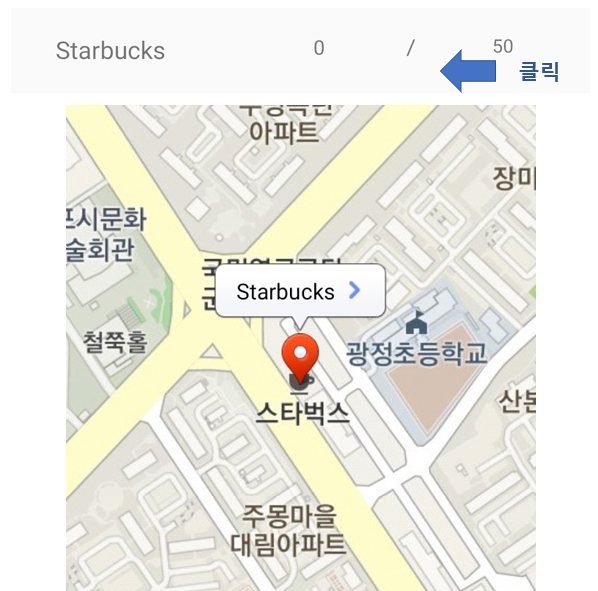 Starbucks 0 / 50
클릭
아파트
장미
포시문화
술회관
Starbucks
철쭉홀
광정초등학교
스타벅스
산본
주몽마을
대림아파트